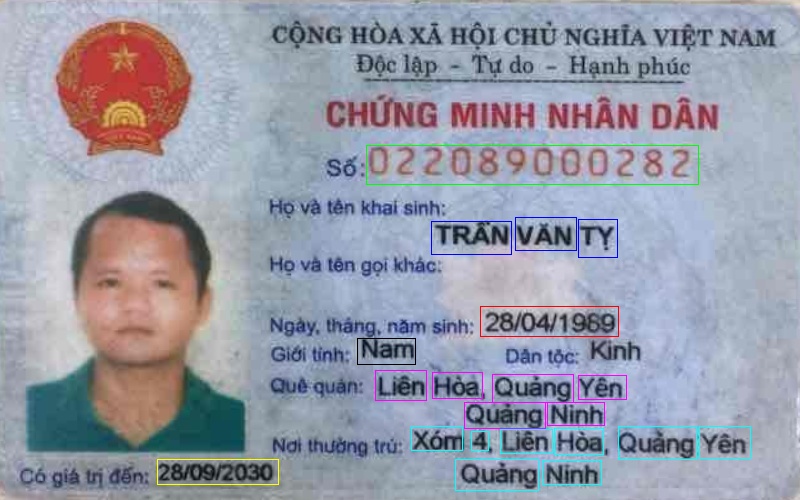 CỘNG HÒA XÃ HỘI CHỦ NGHĨA VIỆT NAM
Độc lập - Tự do - Hạnh phúc
CHỨNG MINH NHÂN DÂN
Số: 022089000282
Họ và tên khai sinh:
TRẦN VĂN TỴ
Họ và tên gọi khác:
Ngày, tháng, năm sinh: 28/04/1989
Giới tính: Nam Dân tộc: Kinh
Quê quán: Liên Hòa, Quảng Yên
Quảng Ninh
Nơi thường trú: Xóm 4, Liên Hòa, Quảng Yên
Quảng Ninh
Có giá trị đến: 28/09/2030